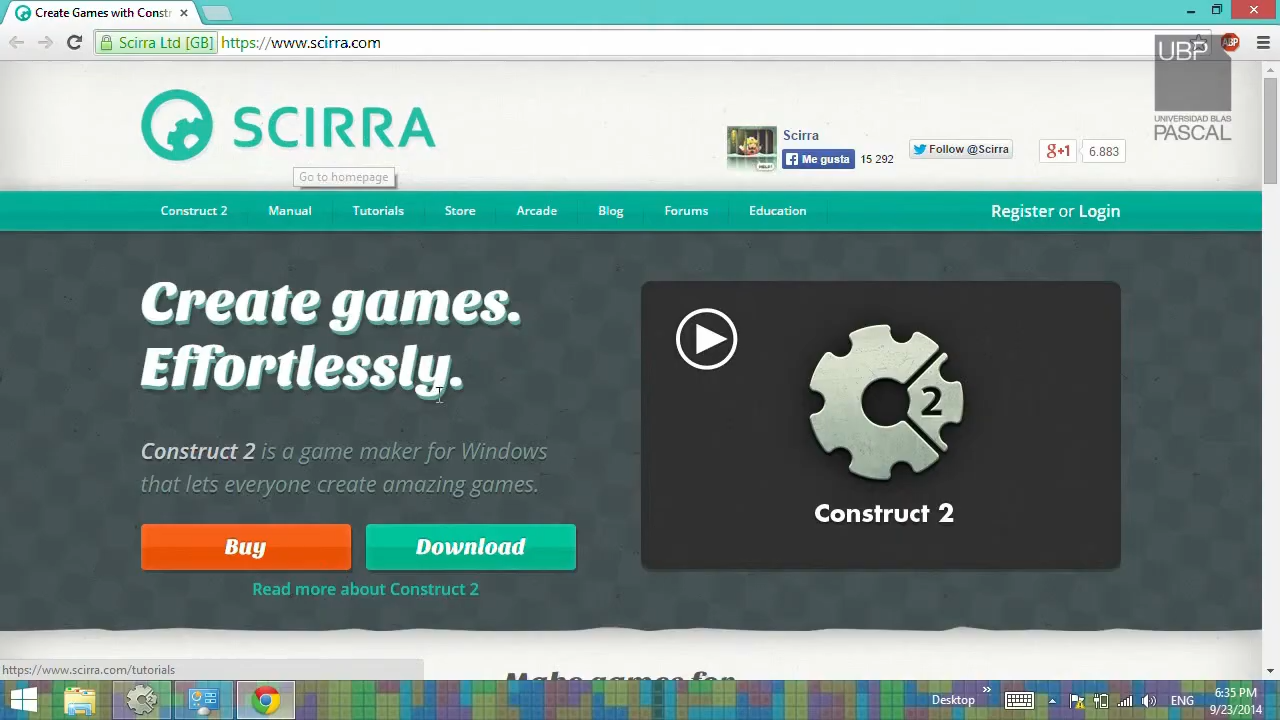 Create Games with Constr
Scirra Ltd [GB] https://www.scirra.com
ABP
UBP
UNIVERSIDAD BLAS
PASCAL
SCIRRA
Scirra
Me gusta 15 292
Follow @Scirra
g+1 6.883
Go to homepage
Construct 2 Manual Tutorials Store Arcade Blog Forums Education Register or Login
Create games.
Effortlessly.
2
Construct 2
Construct 2 is a game maker for Windows
that lets everyone create amazing games.
Buy Download
Read more about Construct 2
https://www.scirra.com/tutorials
Make games for
Desktop ENG
6:35 PM
9/23/2014